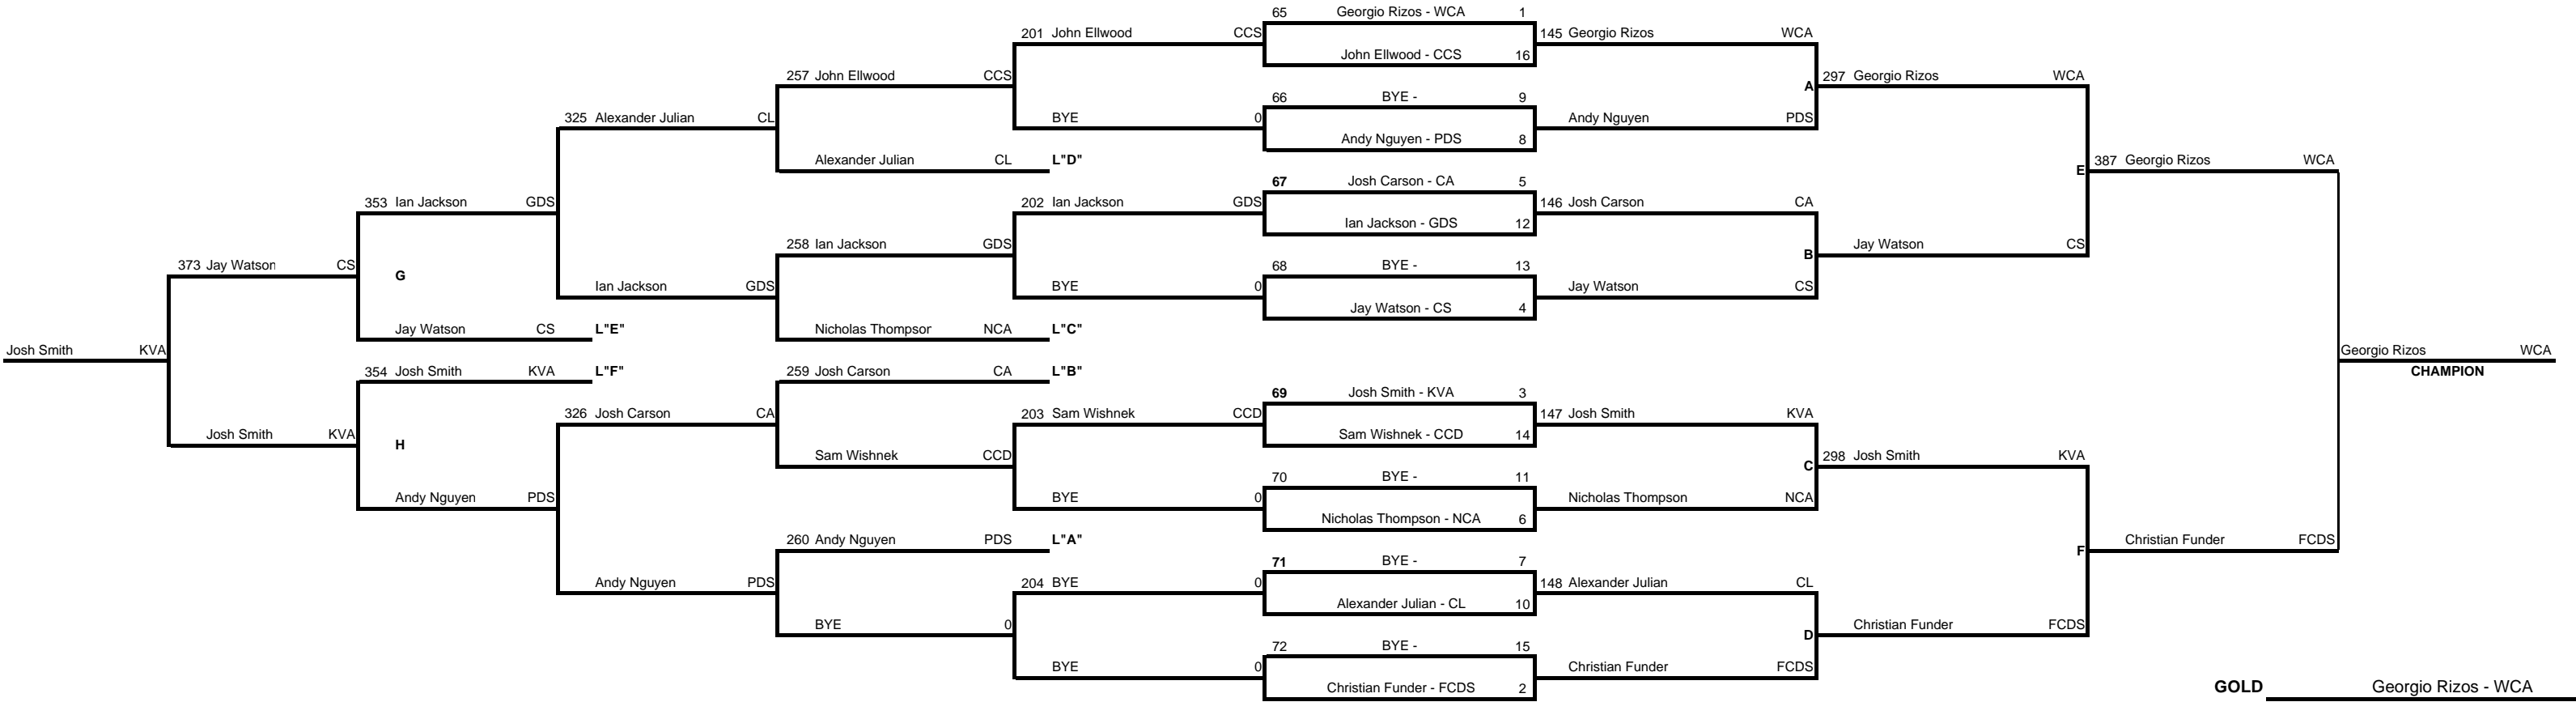 65 Georgio Rizos - WCA 1
201 John Ellwood CCS 145 Georgio Rizos WCA
John Ellwood - CCS 16
257 John Ellwood CCS A 297 Georgio Rizos WCA
66 BYE - 9
325 Alexander Julian CL BYE 0 Andy Nguyen PDS
Andy Nguyen - PDS 8
Alexander Julian CL L"D" E 387 Georgio Rizos WCA
67 Josh Carson - CA 5
353 Ian Jackson GDS 202 Ian Jackson GDS 146 Josh Carson CA
Ian Jackson - GDS 12
258 Ian Jackson GDS B Jay Watson CS
373 Jay Watson CS G 68 BYE - 13
Ian Jackson GDS BYE 0 Jay Watson CS
Jay Watson - CS 4
Jay Watson CS L"E" Nicholas Thompsor NCA L"C"
Josh Smith KVA Georgio Rizos WCA
354 Josh Smith KVA L"F" 259 Josh Carson CA L"B" CHAMPION
69 Josh Smith - KVA 3
326 Josh Carson CA 203 Sam Wishnek CCD 147 Josh Smith KVA
Josh Smith KVA H Sam Wishnek - CCD 14
Sam Wishnek CCD C 298 Josh Smith KVA
70 BYE - 11
Andy Nguyen PDS BYE 0 Nicholas Thompson NCA
Nicholas Thompson - NCA 6
260 Andy Nguyen PDS L"A" F Christian Funder FCDS
71 BYE - 7
Andy Nguyen PDS 204 BYE 0 148 Alexander Julian CL
Alexander Julian - CL 10
BYE 0 D Christian Funder FCDS
72 BYE - 15
BYE 0 Christian Funder FCDS
Christian Funder - FCDS 2
GOLD Georgio Rizos - WCA